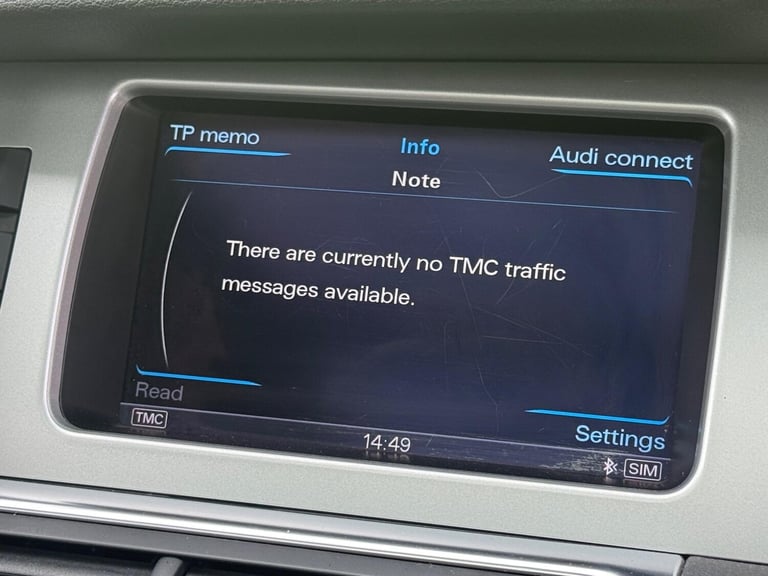 TP memo
Info
Audi connect
Note
There are currently no TMC traffic
messages available.
Read
Settings
TMC
14:49
SIM